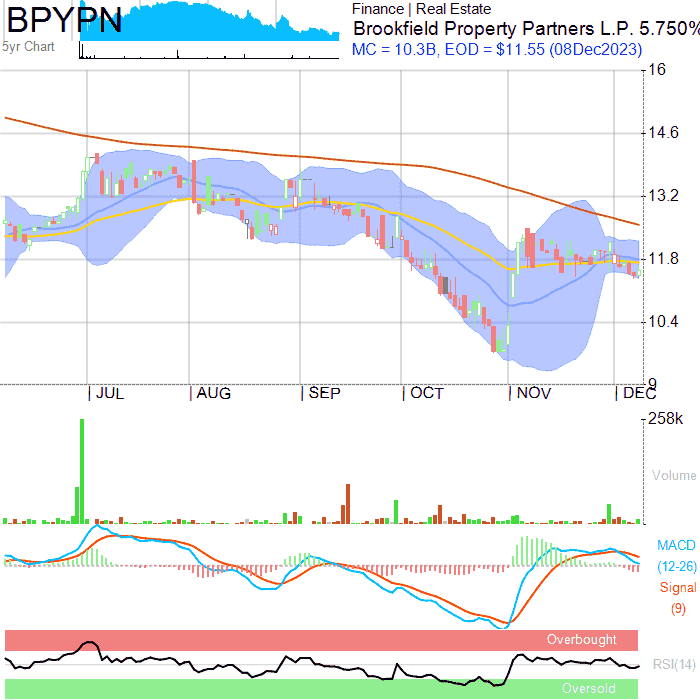 BPYPN
5yr Chart
Finance | Real Estate
Brookfield Property Partners L.P. 5.750%
MC = 10.3B, EOD = $11.55 (08Dec2023)
16
14.6
13.2
11.8
10.4
9
JUL AUG SEP OCT NOV DEC
258k
Volume
MACD
(12-26)
Signal
(9)
Overbought
RSI(14)
Oversold